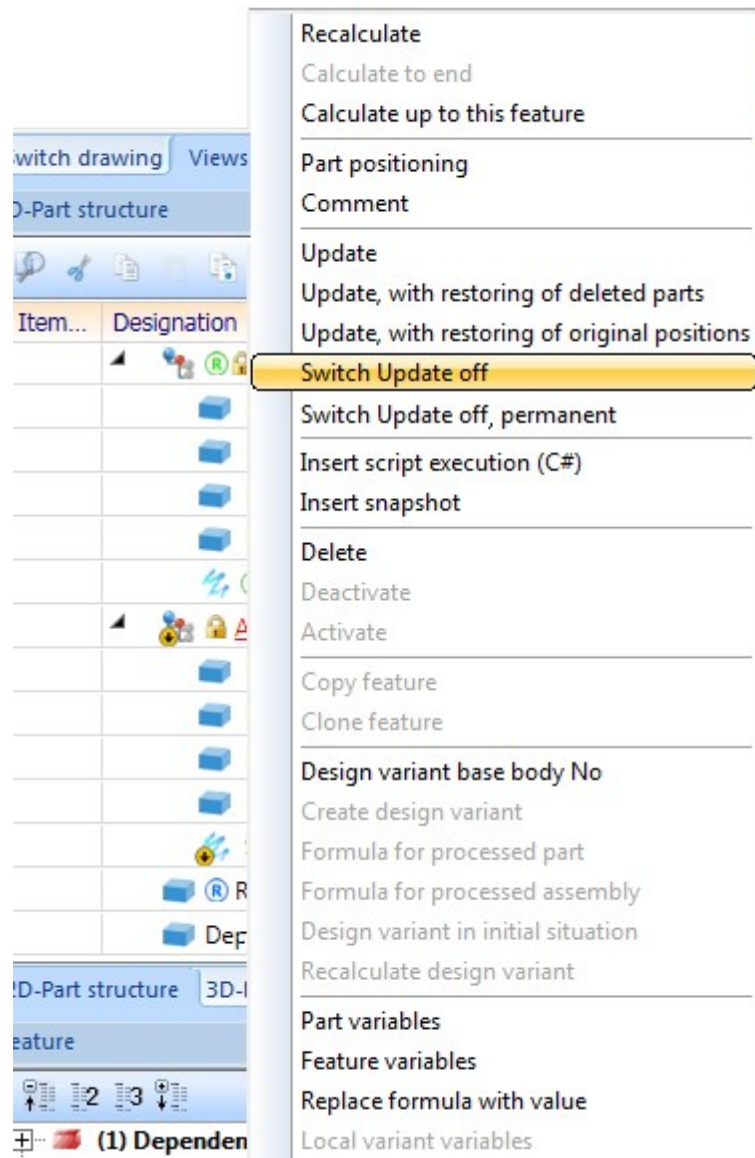 Recalculate
Calculate to end
Calculate up to this feature
Part positioning
Comment
Update
Update, with restoring of deleted parts
Update, with restoring of original positions
Switch Update off
Switch Update off, permanent
Insert script execution (C#)
Insert snapshot
Delete
Deactivate
Activate
Copy feature
Clone feature
Design variant base body No
Create design variant
Formula for processed part
Formula for processed assembly
Design variant in initial situation
Recalculate design variant
Part variables
Feature variables
Replace formula with value
Local variant variables
witch drawing Views
D-Part structure
Item... Designation
R
A
R R
Dep
2D-Part structure 3D-
eature
2 3
(1) Dependen